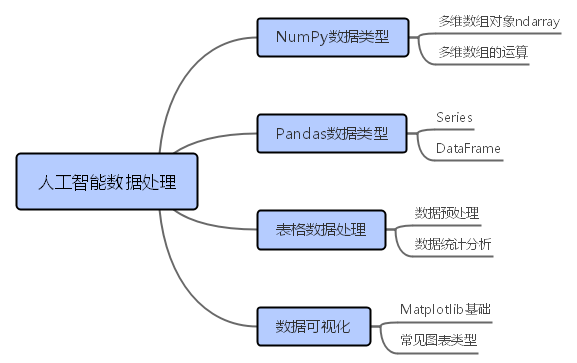 人工智能数据处理
NumPy数据类型
多维数组对象ndarray
多维数组的运算
Pandas数据类型
Series
DataFrame
表格数据处理
数据预处理
数据统计分析
数据可视化
Matplotlib基础
常见图表类型